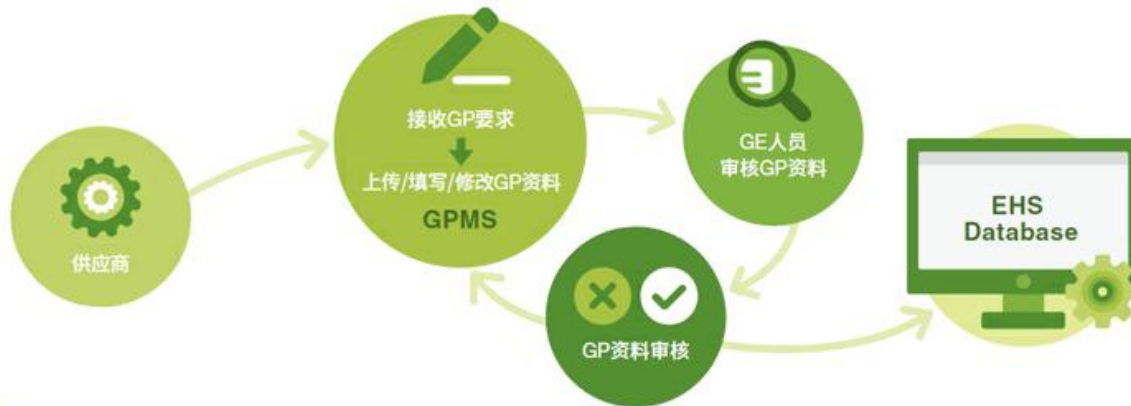 供应商
接收GP要求
上传/填写/修改GP资料
GPMS
GE人员
审核GP资料
GP资料审核
EHS
Database